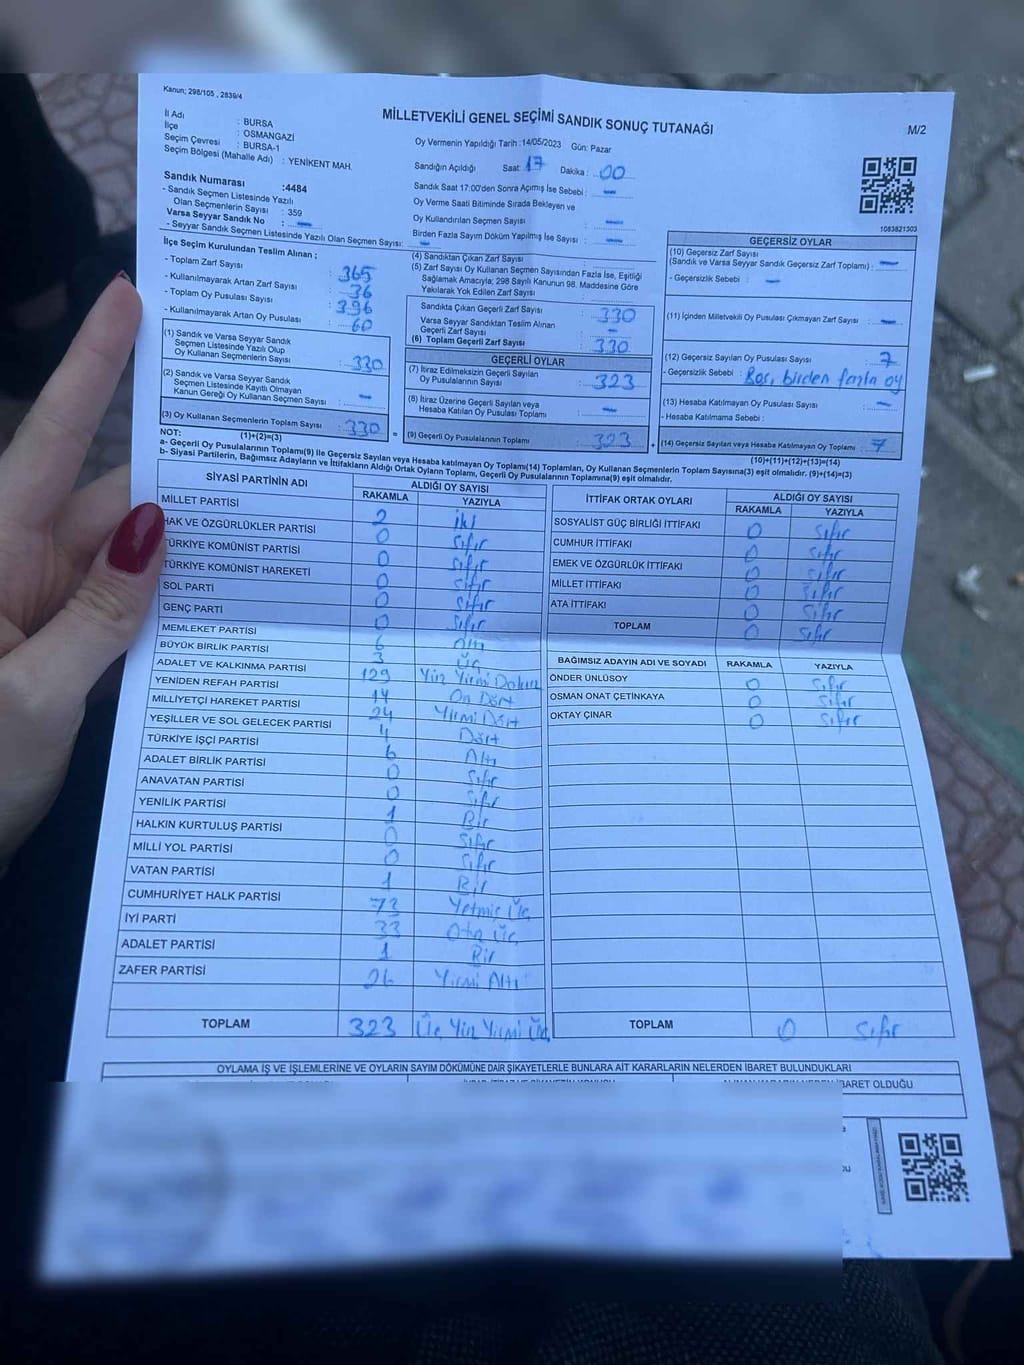 Kanun; 298/105 , 2839/4
MİLLETVEKİLİ GENEL SEÇİMİ SANDIK SONUÇ TUTANAĞI
M/2
İl Adı : BURSA
İlçe : OSMANGAZİ
Seçim Çevresi : BURSA-1
Seçim Bölgesi (Mahalle Adı) : YENİKENT MAH.
Sandık Numarası :4484
- Sandık Seçmen Listesinde Yazılı
Olan Seçmenlerin Sayısı : 359
Varsa Seyyar Sandık No : -
- Seyyar Sandık Seçmen Listesinde Yazılı Olan Seçmen Sayısı: -
Oy Vermenin Yapıldığı Tarih :14/05/2023 Gün: Pazar
Sandığın Açıldığı Saat : 17 Dakika : 00
Sandık Saat 17:00'den Sonra Açımış İse Sebebi : -
Oy Verme Saati Bitiminde Sırada Bekleyen ve
Oy Kullandırılan Seçmen Sayısı : -
Birden Fazla Sayım Döküm Yapılmış İse Sayısı : -
1083821303
İlçe Seçim Kurulundan Teslim Alınan ;
- Toplam Zarf Sayısı : 365
- Kullanılmayarak Artan Zarf Sayısı : 36
- Toplam Oy Pusulası Sayısı : 396
- Kullanılmayarak Artan Oy Pusulası : 60
(1) Sandık ve Varsa Seyyar Sandık
Seçmen Listesinde Yazılı Olup
Oy Kullanan Seçmenlerin Sayısı : 330
(2) Sandık ve Varsa Seyyar Sandık
Seçmen Listesinde Kayıtlı Olmayan
Kanun Gereği Oy Kullanan Seçmen Sayısı : -
(3) Oy Kullanan Seçmenlerin Toplam Sayısı : 330
(1)+(2)=(3)
(4) Sandıktan Çıkan Zarf Sayısı
(5) Zarf Sayısı Oy Kullanan Seçmen Sayısından Fazla İse, Eşitliği
Sağlamak Amacıyla; 298 Sayılı Kanunun 98. Maddesine Göre
Yakılarak Yok Edilen Zarf Sayısı
Sandıkta Çıkan Geçerli Zarf Sayısı : 330
Varsa Seyyar Sandıktan Teslim Alınan
Geçerli Zarf Sayısı : -
(6) Toplam Geçerli Zarf Sayısı : 330
GEÇERLİ OYLAR
(7) İtiraz Edilmeksizin Geçerli Sayılan
Oy Pusulalarının Sayısı : 323
(8) İtiraz Üzerine Geçerli Sayılan veya
Hesaba Katılan Oy Pusulası Toplamı : -
= (9) Geçerli Oy Pusulalarının Toplamı : 323 +
GEÇERSİZ OYLAR
(10) Geçersiz Zarf Sayısı
(Sandık ve Varsa Seyyar Sandık Geçersiz Zarf Toplamı) : -
- Geçersizlik Sebebi : -
(11) İçinden Milletvekili Oy Pusulası Çıkmayan Zarf Sayısı : -
(12) Geçersiz Sayılan Oy Pusulası Sayısı : 7
- Geçersizlik Sebebi : Boş, birden fazla oy
(13) Hesaba Katılmayan Oy Pusulası Sayısı : -
- Hesaba Katılmama Sebebi :
(14) Geçersiz Sayılan veya Hesaba Katılmayan Oy Toplamı : 7
(10)+(11)+(12)+(13)=(14)
NOT:
a- Geçerli Oy Pusulalarının Toplamı(9) ile Geçersiz Sayılan veya Hesaba Katılmayan Oy Toplamı(14) Toplamları, Oy Kullanan Seçmenlerin Toplam Sayısına(3) eşit olmalıdır. (9)+(14)=(3)
b- Siyasi Partilerin, Bağımsız Adayların ve İttifakların Aldığı Ortak Oyların Toplamı, Geçerli Oy Pusulalarının Toplamına(9) eşit olmalıdır.
SİYASİ PARTİNİN ADI ALDIĞI OY SAYISI
RAKAMLA YAZIYLA
MİLLET PARTİSİ 2 İki
HAK VE ÖZGÜRLÜKLER PARTİSİ 0 Sıfır
TÜRKİYE KOMÜNİST PARTİSİ 0 Sıfır
TÜRKİYE KOMÜNİST HAREKETİ 0 Sıfır
SOL PARTİ 0 Sıfır
GENÇ PARTİ 0 Sıfır
MEMLEKET PARTİSİ 6 Altı
BÜYÜK BİRLİK PARTİSİ 3 Üç
ADALET VE KALKINMA PARTİSİ 129 Yüz Yirmi Dokuz
YENİDEN REFAH PARTİSİ 14 On Dört
MİLLİYETÇİ HAREKET PARTİSİ 24 Yirmi Dört
YEŞİLLER VE SOL GELECEK PARTİSİ 4 Dört
TÜRKİYE İŞÇİ PARTİSİ 6 Altı
ADALET BİRLİK PARTİSİ 0 Sıfır
ANAVATAN PARTİSİ 0 Sıfır
YENİLİK PARTİSİ 1 Bir
HALKIN KURTULUŞ PARTİSİ 0 Sıfır
MİLLİ YOL PARTİSİ 0 Sıfır
VATAN PARTİSİ 1 Bir
CUMHURİYET HALK PARTİSİ 73 Yetmiş Üç
İYİ PARTİ 33 Otuz Üç
ADALET PARTİSİ 1 Bir
ZAFER PARTİSİ 26 Yirmi Altı
TOPLAM 323 Üç Yüz Yirmi Üç
İTTİFAK ORTAK OYLARI ALDIĞI OY SAYISI
RAKAMLA YAZIYLA
SOSYALİST GÜÇ BİRLİĞİ İTTİFAKI 0 Sıfır
CUMHUR İTTİFAKI 0 Sıfır
EMEK VE ÖZGÜRLÜK İTTİFAKI 0 Sıfır
MİLLET İTTİFAKI 0 Sıfır
ATA İTTİFAKI 0 Sıfır
TOPLAM 0 Sıfır
BAĞIMSIZ ADAYIN ADI VE SOYADI RAKAMLA YAZIYLA
ÖNDER ÜNLÜSOY 0 Sıfır
OSMAN ONAT ÇETİNKAYA 0 Sıfır
OKTAY ÇINAR 0 Sıfır
TOPLAM 0 Sıfır
OYLAMA İŞ VE İŞLEMLERİNE VE OYLARIN SAYIM DÖKÜMÜNE DAİR ŞİKAYETLERLE BUNLARA AİT KARARLARIN NELERDEN İBARET BULUNDUKLARI
İBARET OLDUĞU